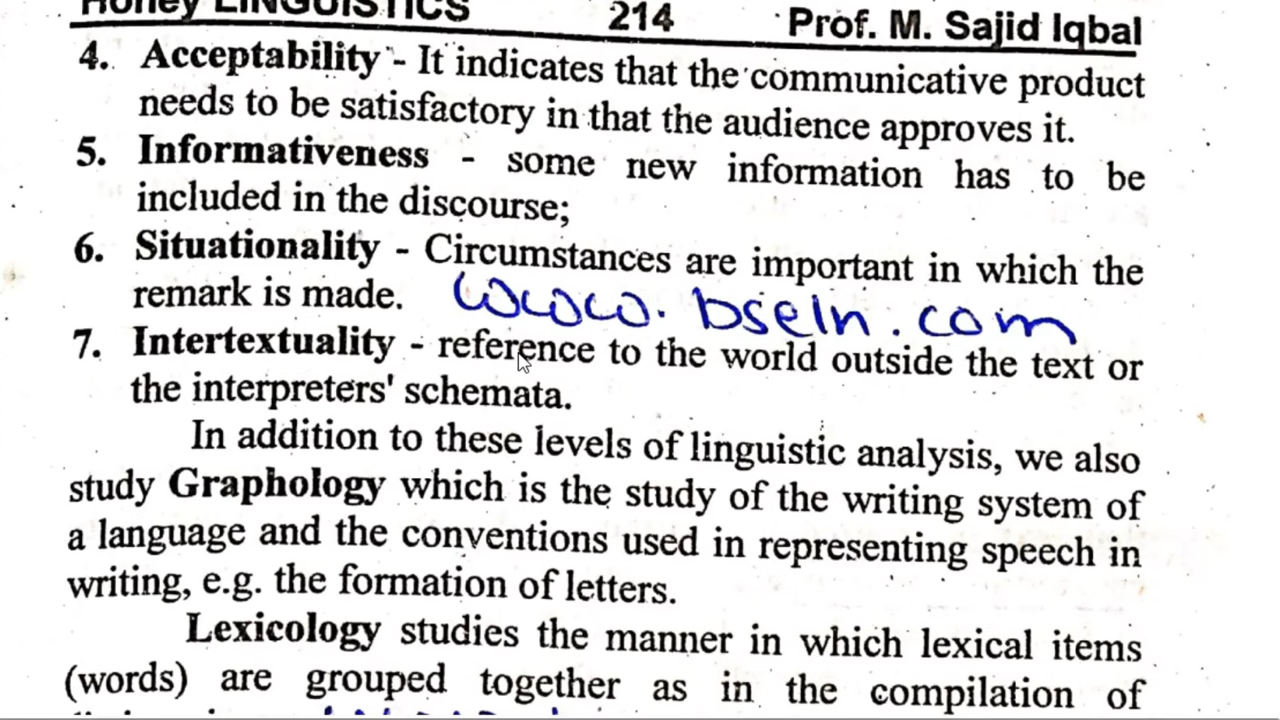 Honey LINGUISTICS 214 Prof. M. Sajid Iqbal
4. Acceptability - It indicates that the communicative product
needs to be satisfactory in that the audience approves it.
5. Informativeness - some new information has to be
included in the discourse;
6. Situationality - Circumstances are important in which the
remark is made. www.bseln.com
7. Intertextuality - reference to the world outside the text or
the interpreters' schemata.
In addition to these levels of linguistic analysis, we also
study Graphology which is the study of the writing system of
a language and the conventions used in representing speech in
writing, e.g. the formation of letters.
Lexicology studies the manner in which lexical items
(words) are grouped together as in the compilation of